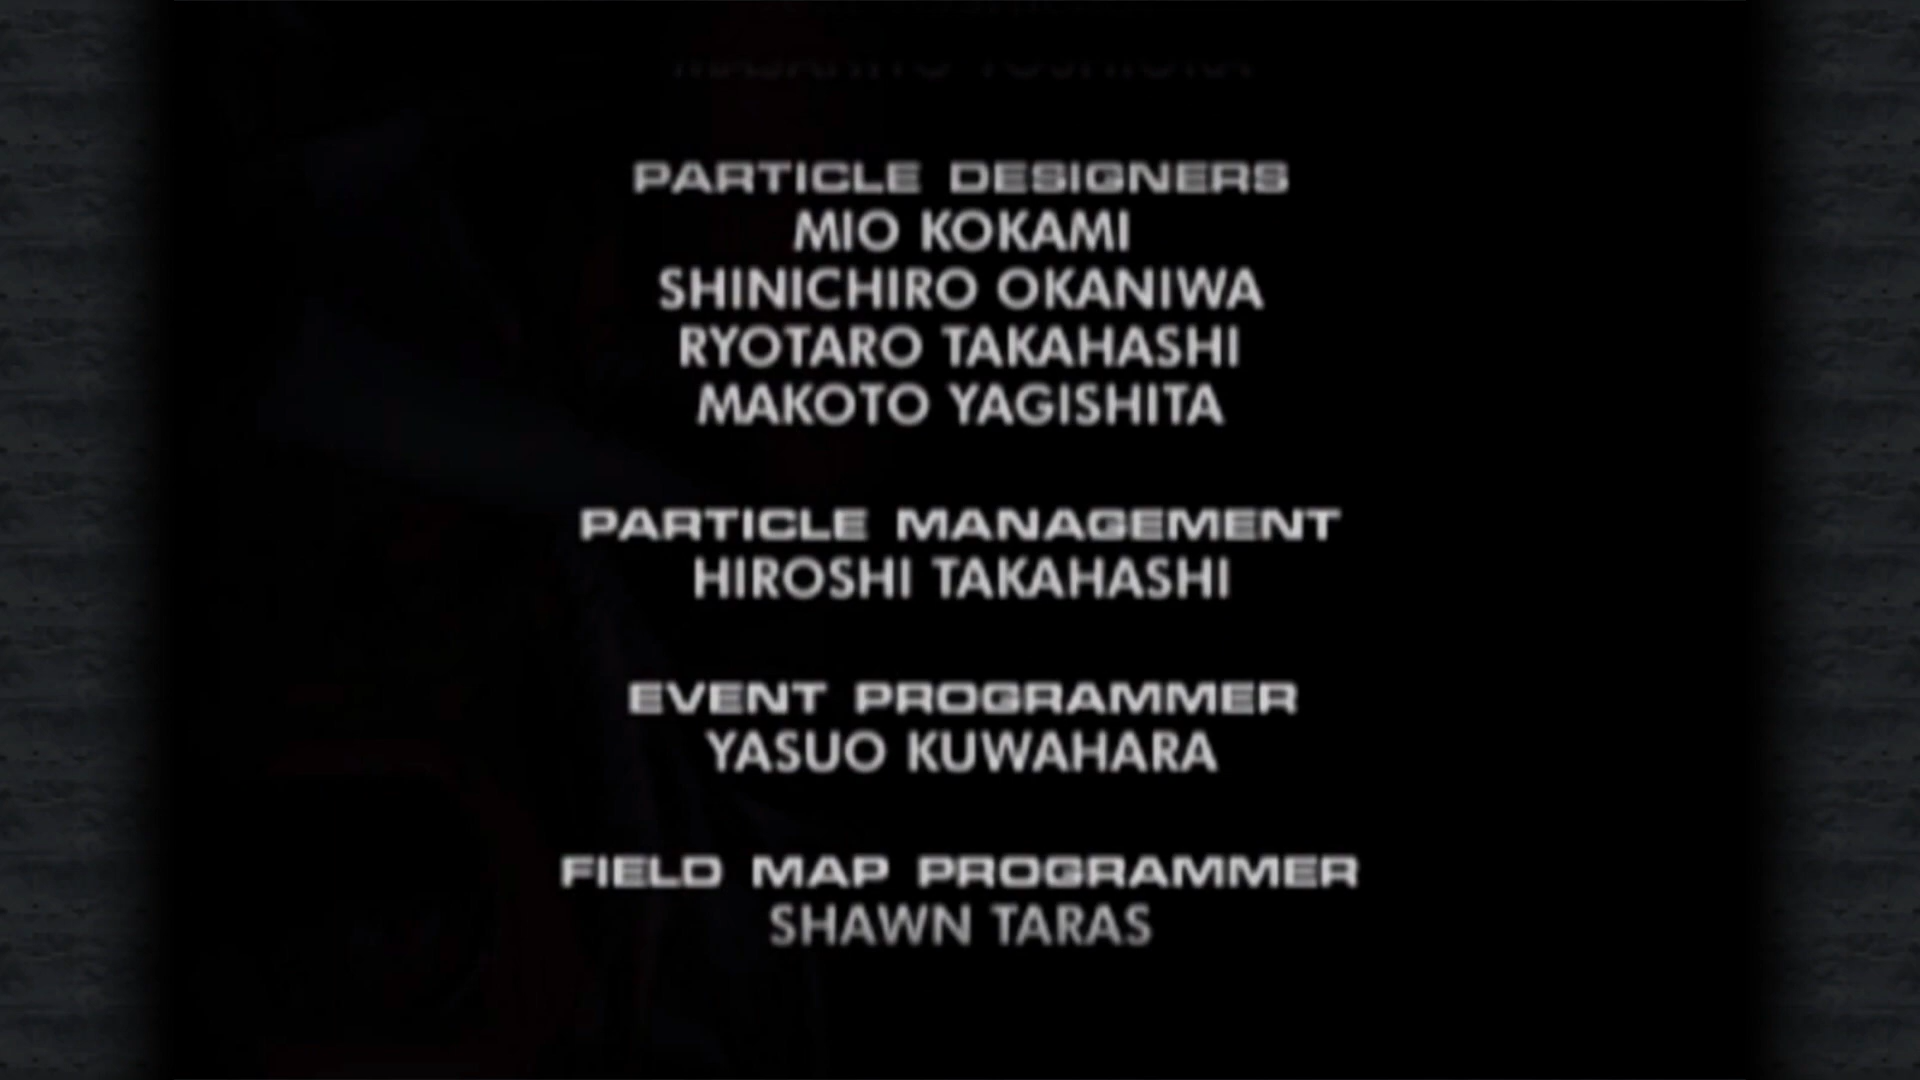 PARTICLE DESIGNERS
MIO KOKAMI
SHINICHIRO OKANIWA
RYOTARO TAKAHASHI
MAKOTO YAGISHITA
PARTICLE MANAGEMENT
HIROSHI TAKAHASHI
EVENT PROGRAMMER
YASUO KUWAHARA
FIELD MAP PROGRAMMER
SHAWN TARAS